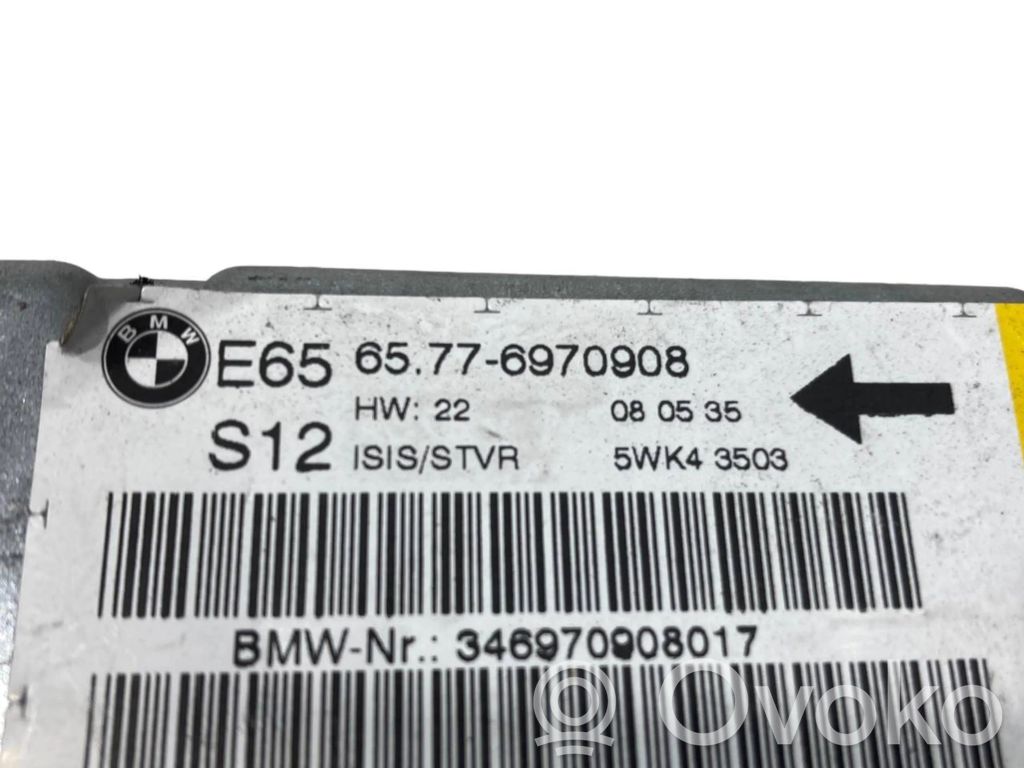 BMW
E65 65.77-6970908
HW: 22 08 05 35
S12 ISIS/STVR 5WK4 3503
BMW-Nr.: 346970908017
Ovoko